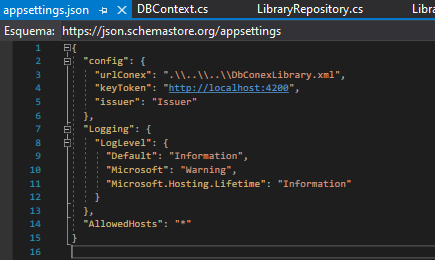 appsettings.json DBContext.cs LibraryRepository.cs
Esquema: https://json.schemastore.org/appsettings
1 {
2 "config": {
3 "urlConex": ".\\..\\..\\DbConexLibrary.xml",
4 "keyToken": "http://localhost:4200",
5 "issuer": "Issuer"
6 },
7 "Logging": {
8 "LogLevel": {
9 "Default": "Information",
10 "Microsoft": "Warning",
11 "Microsoft.Hosting.Lifetime": "Information"
12 }
13 },
14 "AllowedHosts": "*"
15 }
16